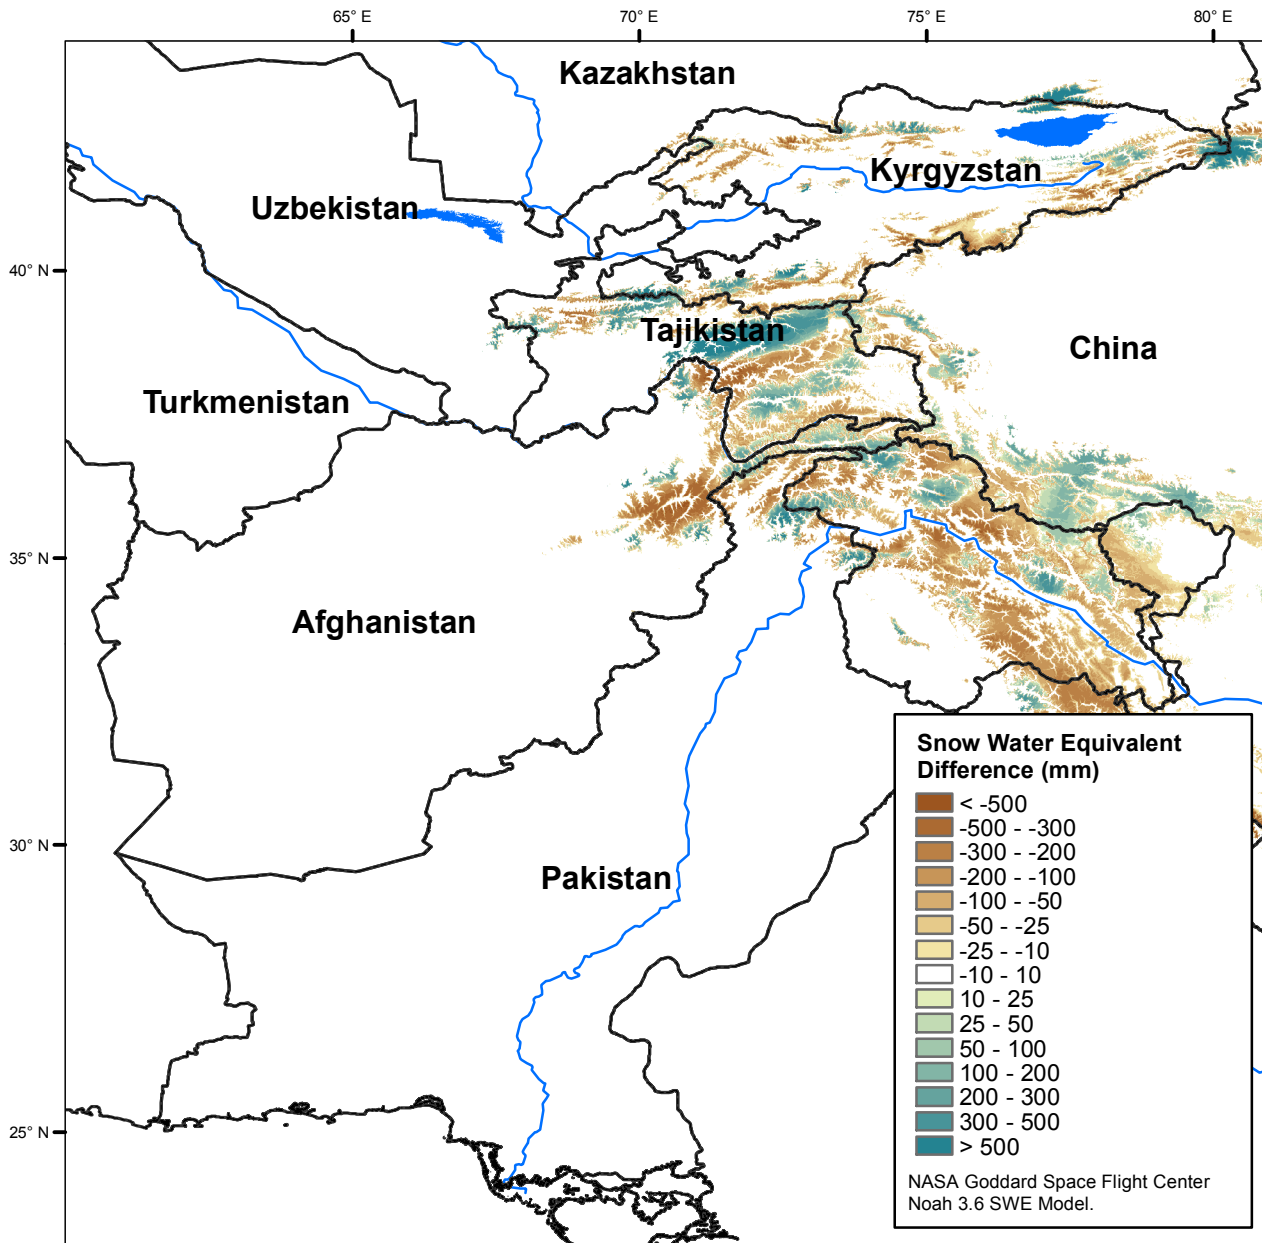 65° E
70° E
75° E
80° E
Kazakhstan
Kyrgyzstan
Uzbekistan
40° N
Tajikistan
China
Turkmenistan
35° N
Afghanistan
30° N
Pakistan
25° N
Snow Water Equivalent
Difference (mm)
< -500
-500 - -300
-300 - -200
-200 - -100
-100 - -50
-50 - -25
-25 - -10
-10 - 10
10 - 25
25 - 50
50 - 100
100 - 200
200 - 300
300 - 500
> 500
NASA Goddard Space Flight Center
Noah 3.6 SWE Model.